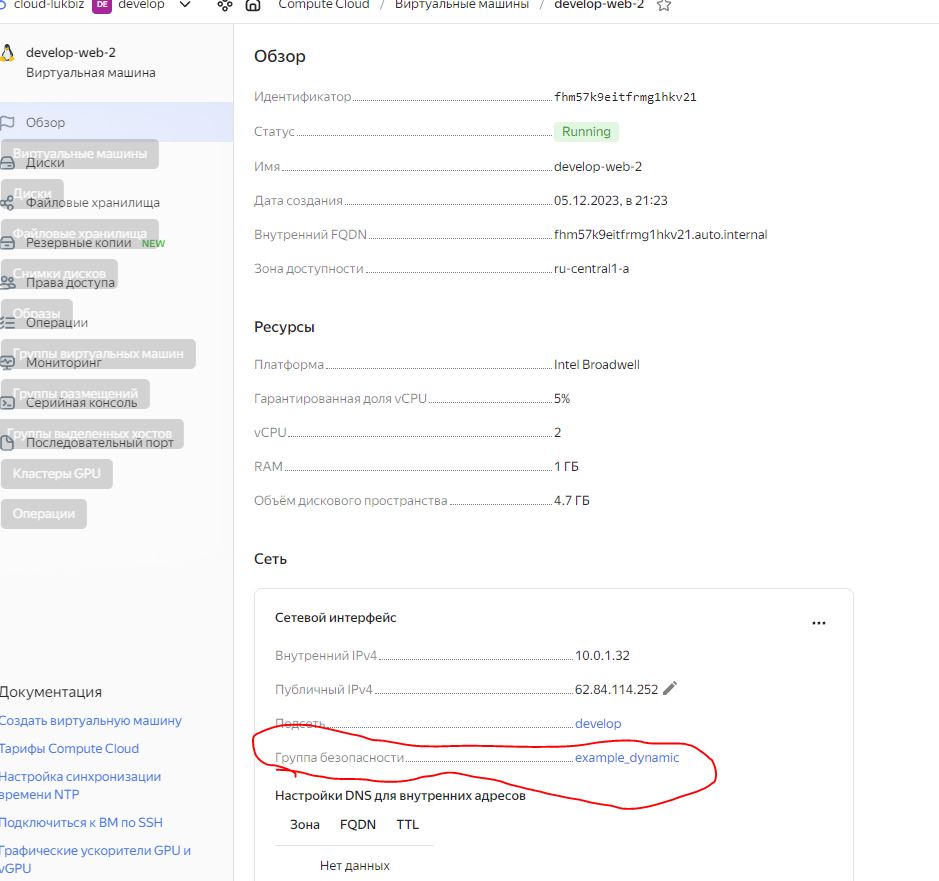 cloud-lukbiz DE develop Compute Cloud / Виртуальные машины / develop-web-2
develop-web-2
Виртуальная машина
Обзор
Виртуальные машины
Диски
Диски
Файловые хранилища
Файловые хранилища
Резервные копии NEW
Снимки дисков
Права доступа
Образы
Операции
Группы виртуальных машин
Мониторинг
Группы размещений
Серийная консоль
Группы выделенных хостов
Последовательный порт
Кластеры GPU
Операции
Документация
Создать виртуальную машину
Тарифы Compute Cloud
Настройка синхронизации
времени NTP
Подключиться к ВМ по SSH
Графические ускорители GPU и
vGPU
Обзор
Идентификатор fhm57k9eitfrmg1hkv21
Статус Running
Имя develop-web-2
Дата создания 05.12.2023, в 21:23
Внутренний FQDN fhm57k9eitfrmg1hkv21.auto.internal
Зона доступности ru-central1-a
Ресурсы
Платформа Intel Broadwell
Гарантированная доля vCPU 5%
vCPU 2
RAM 1 ГБ
Объём дискового пространства 4.7 ГБ
Сеть
Сетевой интерфейс
Внутренний IPv4 10.0.1.32
Публичный IPv4 62.84.114.252
Подсеть develop
Группа безопасности example_dynamic
Настройки DNS для внутренних адресов
Зона FQDN TTL
Нет данных